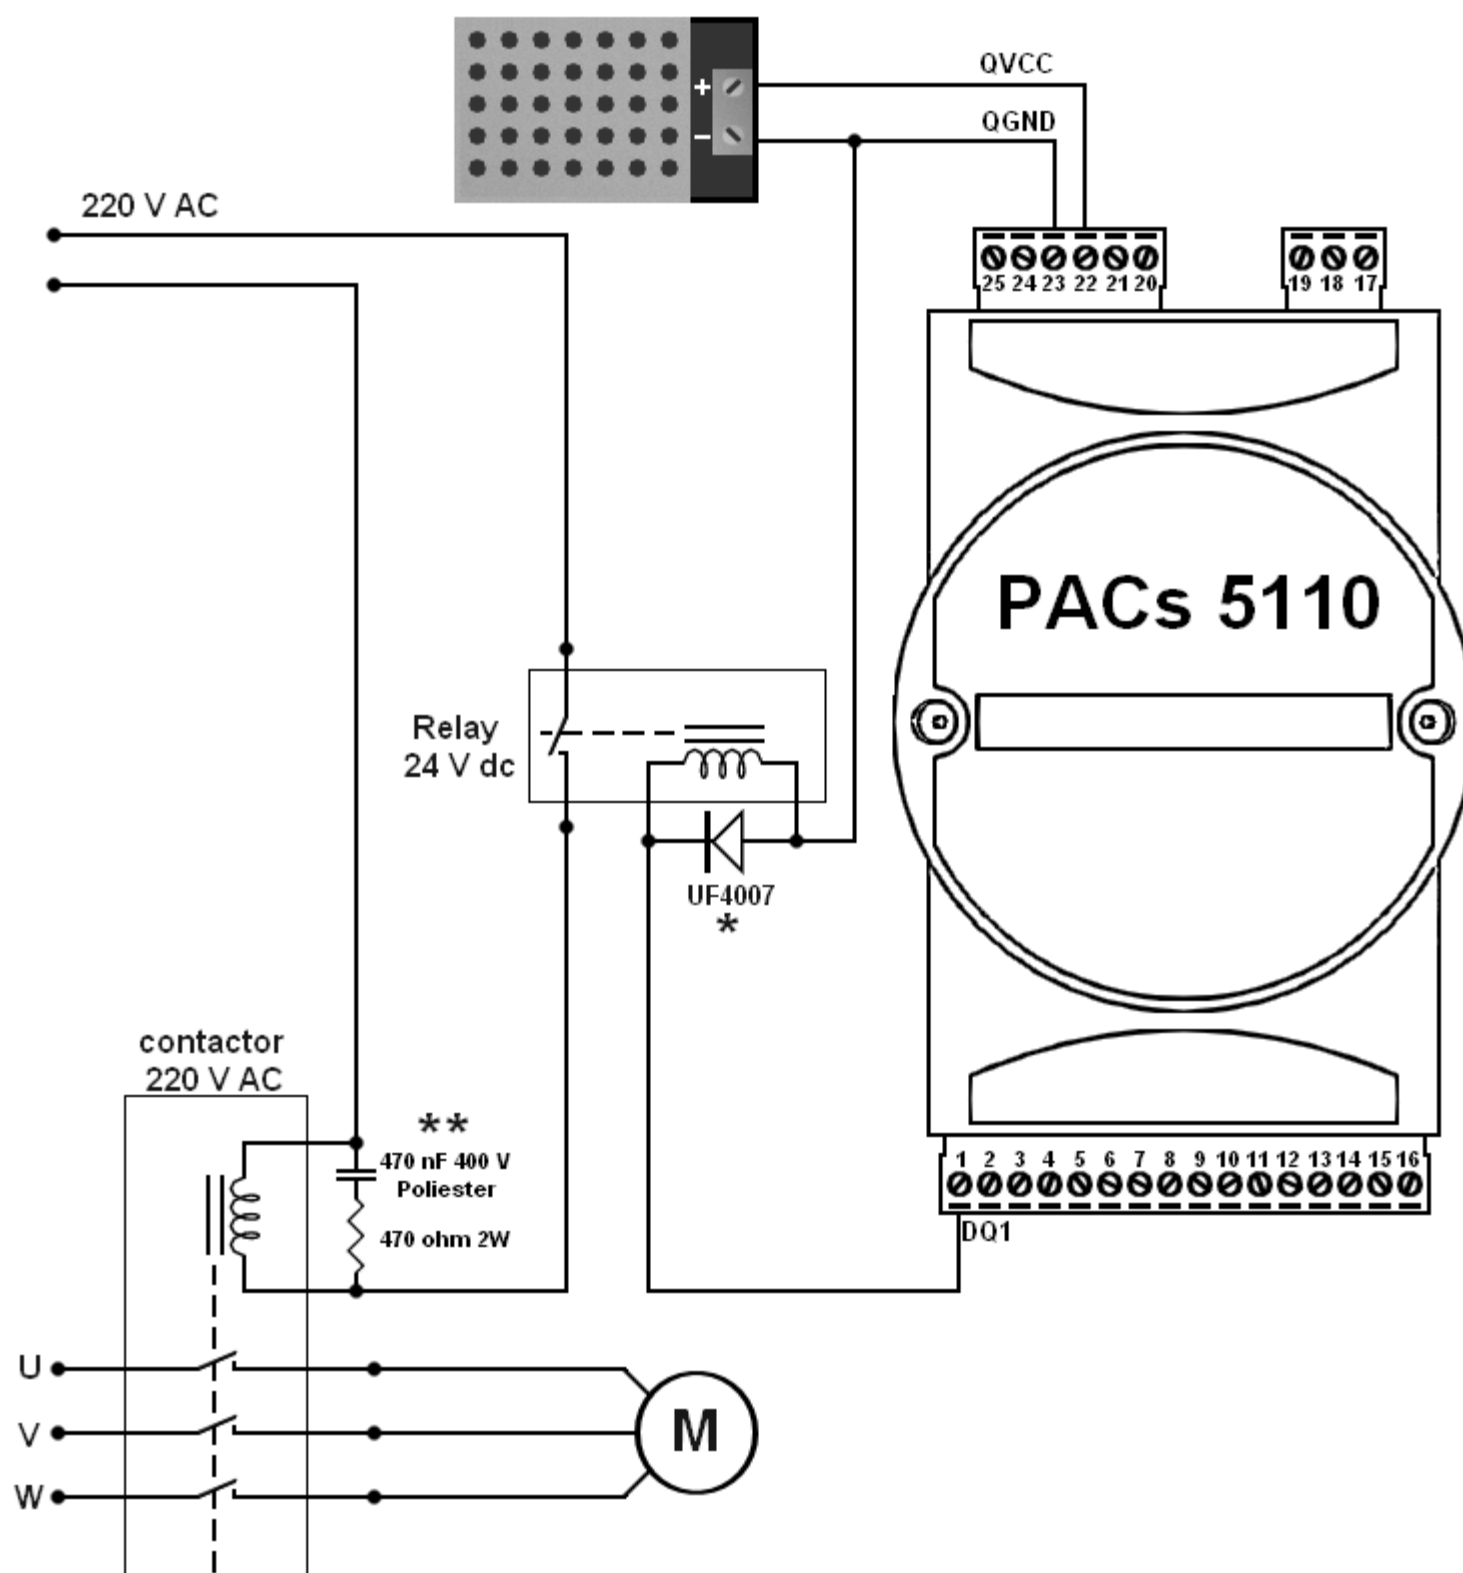 QVCC
+
QGND
−
220 V AC
25 24 23 22 21 20
19 18 17
PACs 5110
Relay
24 V dc
UF4007
*
contactor
220 V AC
**
470 nF 400 V
Poliester
470 ohm 2W
1 2 3 4 5 6 7 8 9 10 11 12 13 14 15 16
DQ1
U
V
M
W